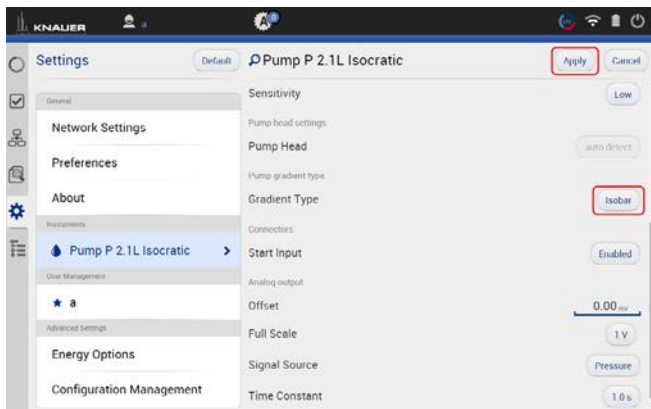 KNAUER a
Settings Default Pump P 2.1L Isocratic Apply Cancel
General
Network Settings
Preferences
About
Instruments
Pump P 2.1L Isocratic
User Management
a
Advanced Settings
Energy Options
Configuration Management
Sensitivity Low
Pump head settings
Pump Head auto detect
Pump gradient type
Gradient Type Isobar
Connectors
Start Input Enabled
Analog output
Offset 0.00 mv
Full Scale 1 V
Signal Source Pressure
Time Constant 1.0 s